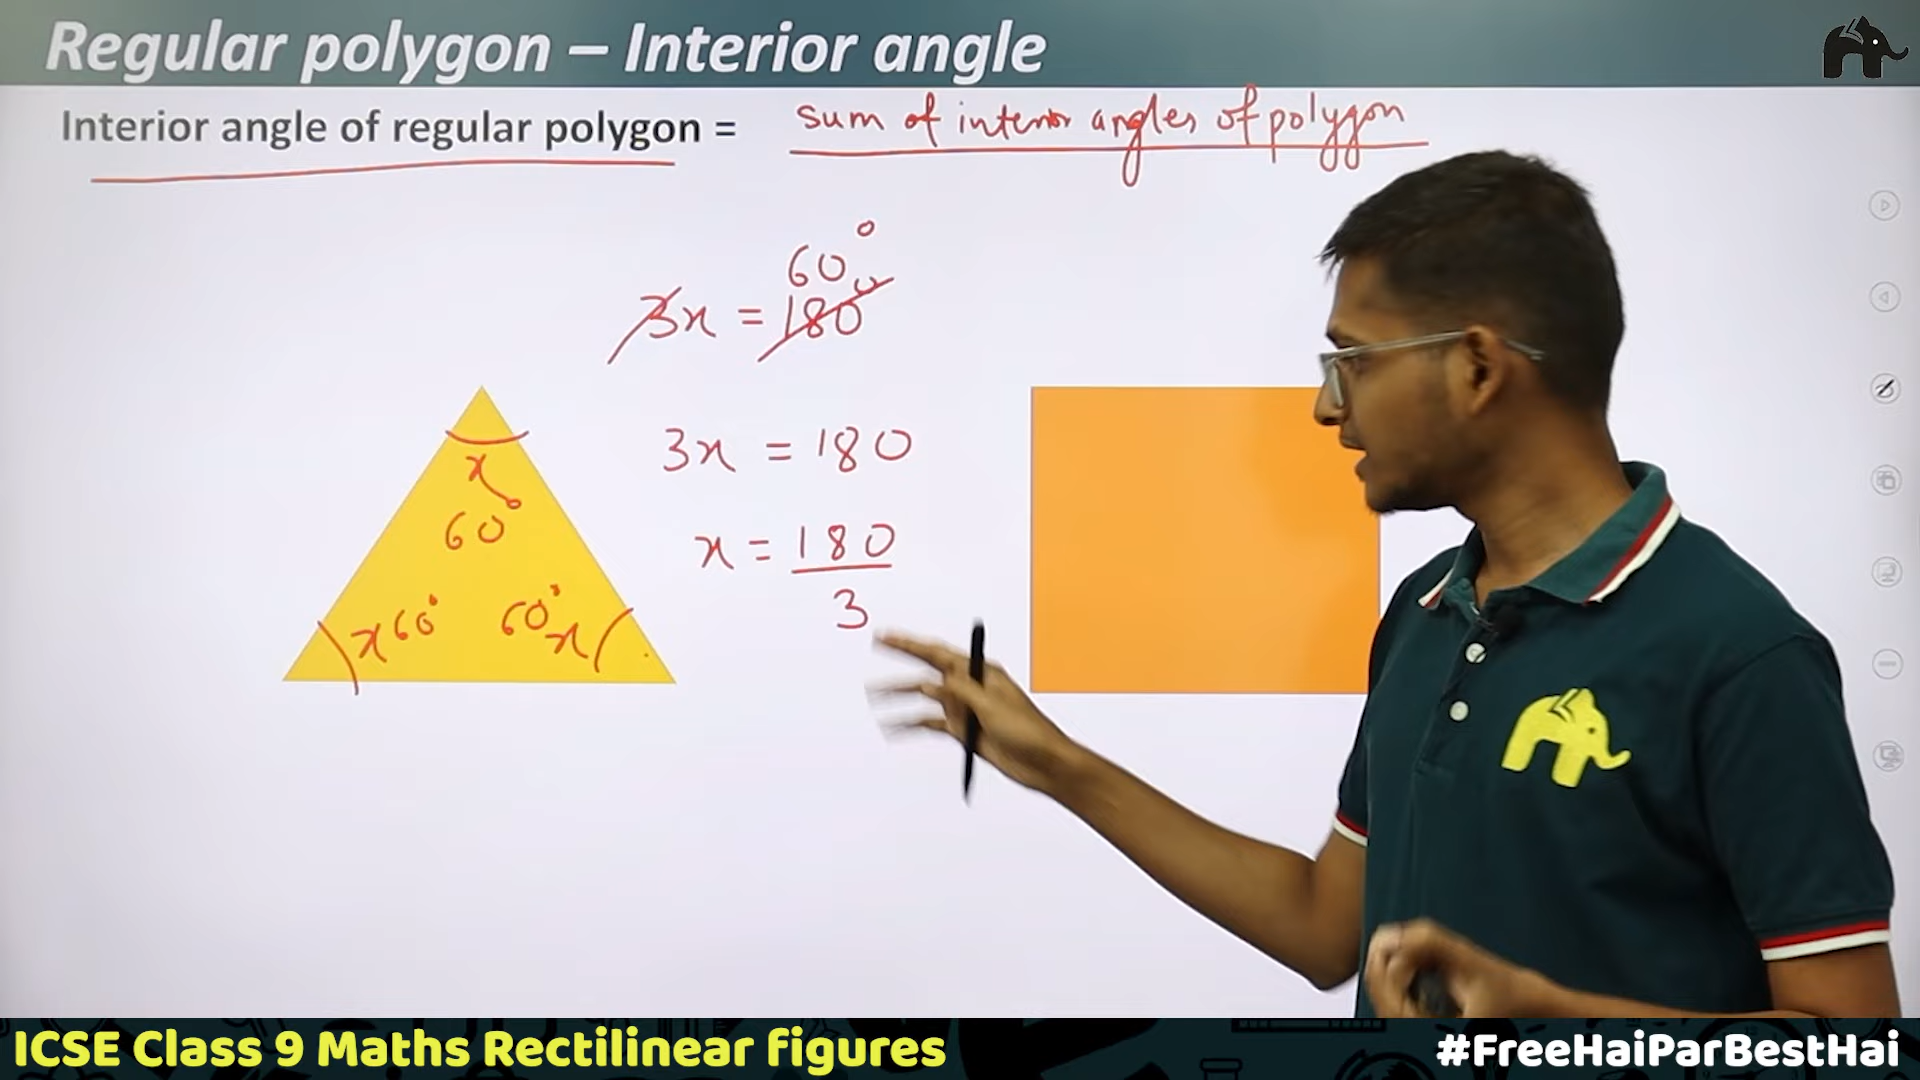 Regular polygon – Interior angle
Interior angle of regular polygon = sum of interior angles of polygon
60°
3x = 180°
3x = 180
x = 180
3
x
60
x 60°
60° x
ICSE Class 9 Maths Rectilinear figures
#FreeHaiParBestHai